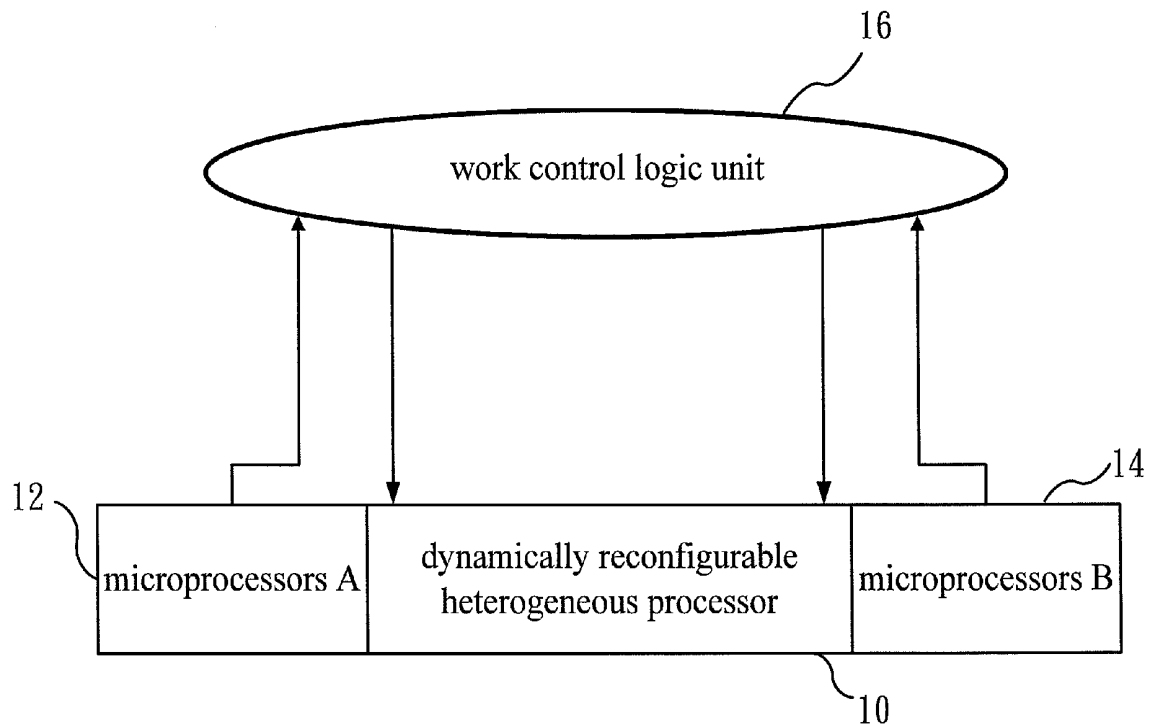 16
work control logic unit
12
14
microprocessors A
dynamically reconfigurable
heterogeneous processor
microprocessors B
10